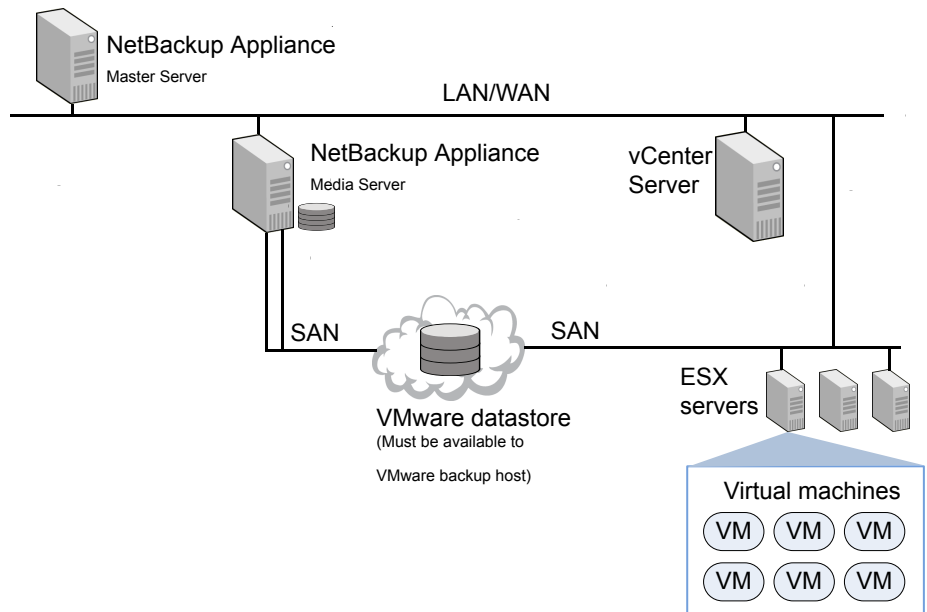 NetBackup Appliance
Master Server
LAN/WAN
NetBackup Appliance
Media Server
vCenter
Server
SAN
SAN
VMware datastore
(Must be available to
VMware backup host)
ESX
servers
Virtual machines
VM VM VM
VM VM VM